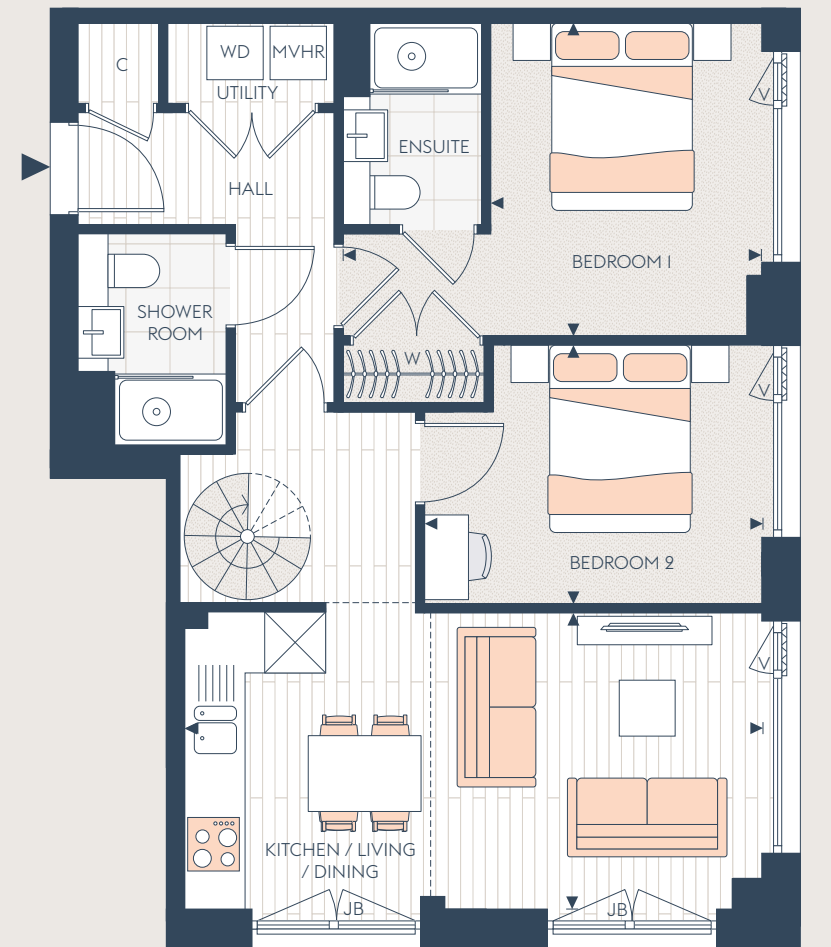 C
WD
MVHR
UTILITY
V
ENSUITE
HALL
BEDROOM 1
SHOWER
ROOM
W
V
BEDROOM 2
V
KITCHEN / LIVING
/ DINING
JB
JB